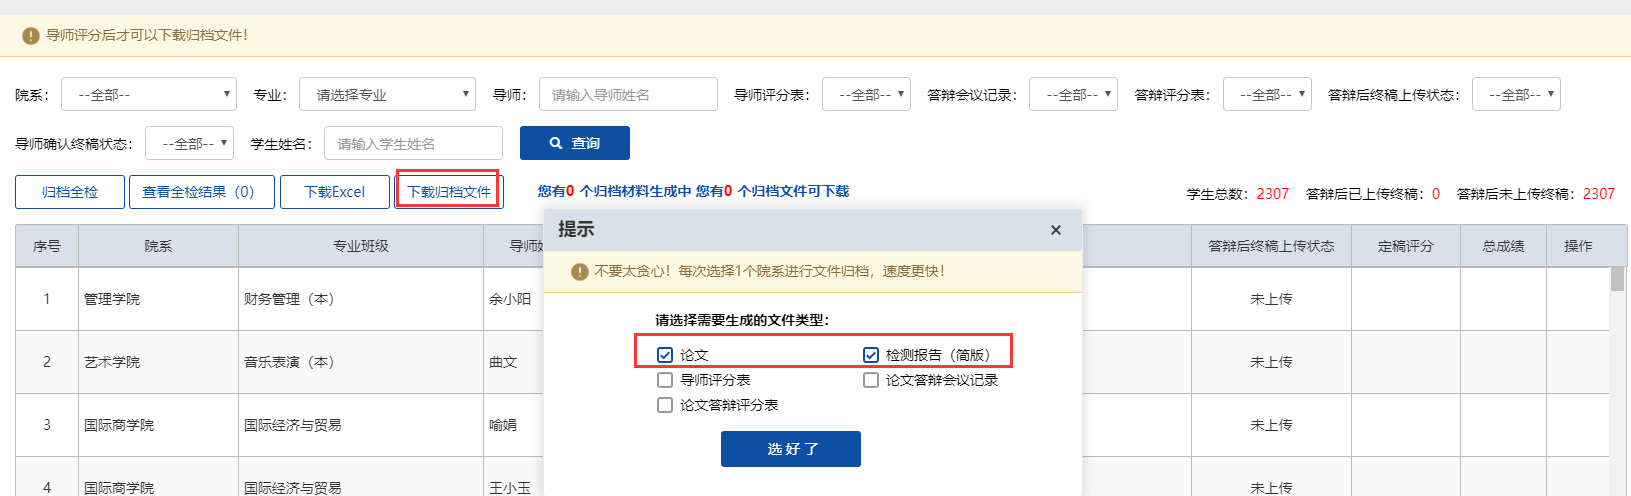 导师评分后才可以下载归档文件！
院系： --全部-- 专业： 请选择专业 导师： 请输入导师姓名 导师评分表： --全部-- 答辩会议记录： --全部-- 答辩评分表： --全部-- 答辩后终稿上传状态： --全部--
导师确认终稿状态： --全部-- 学生姓名： 请输入学生姓名 查询
归档全检 查看全检结果（0） 下载Excel 下载归档文件 您有0 个归档材料生成中 您有0 个归档文件可下载 学生总数：2307 答辩后已上传终稿：0 答辩后未上传终稿：2307
序号 院系 专业班级 导师 答辩后终稿上传状态 定稿评分 总成绩 操作
1 管理学院 财务管理（本） 余小阳 未上传
2 艺术学院 音乐表演（本） 曲文 未上传
3 国际商学院 国际经济与贸易 喻娟 未上传
4 国际商学院 国际经济与贸易 王小玉 未上传
提示 ×
不要太贪心！每次选择1个院系进行文件归档，速度更快！
请选择需要生成的文件类型：
论文 检测报告（简版）
导师评分表 论文答辩会议记录
论文答辩评分表
选 好 了